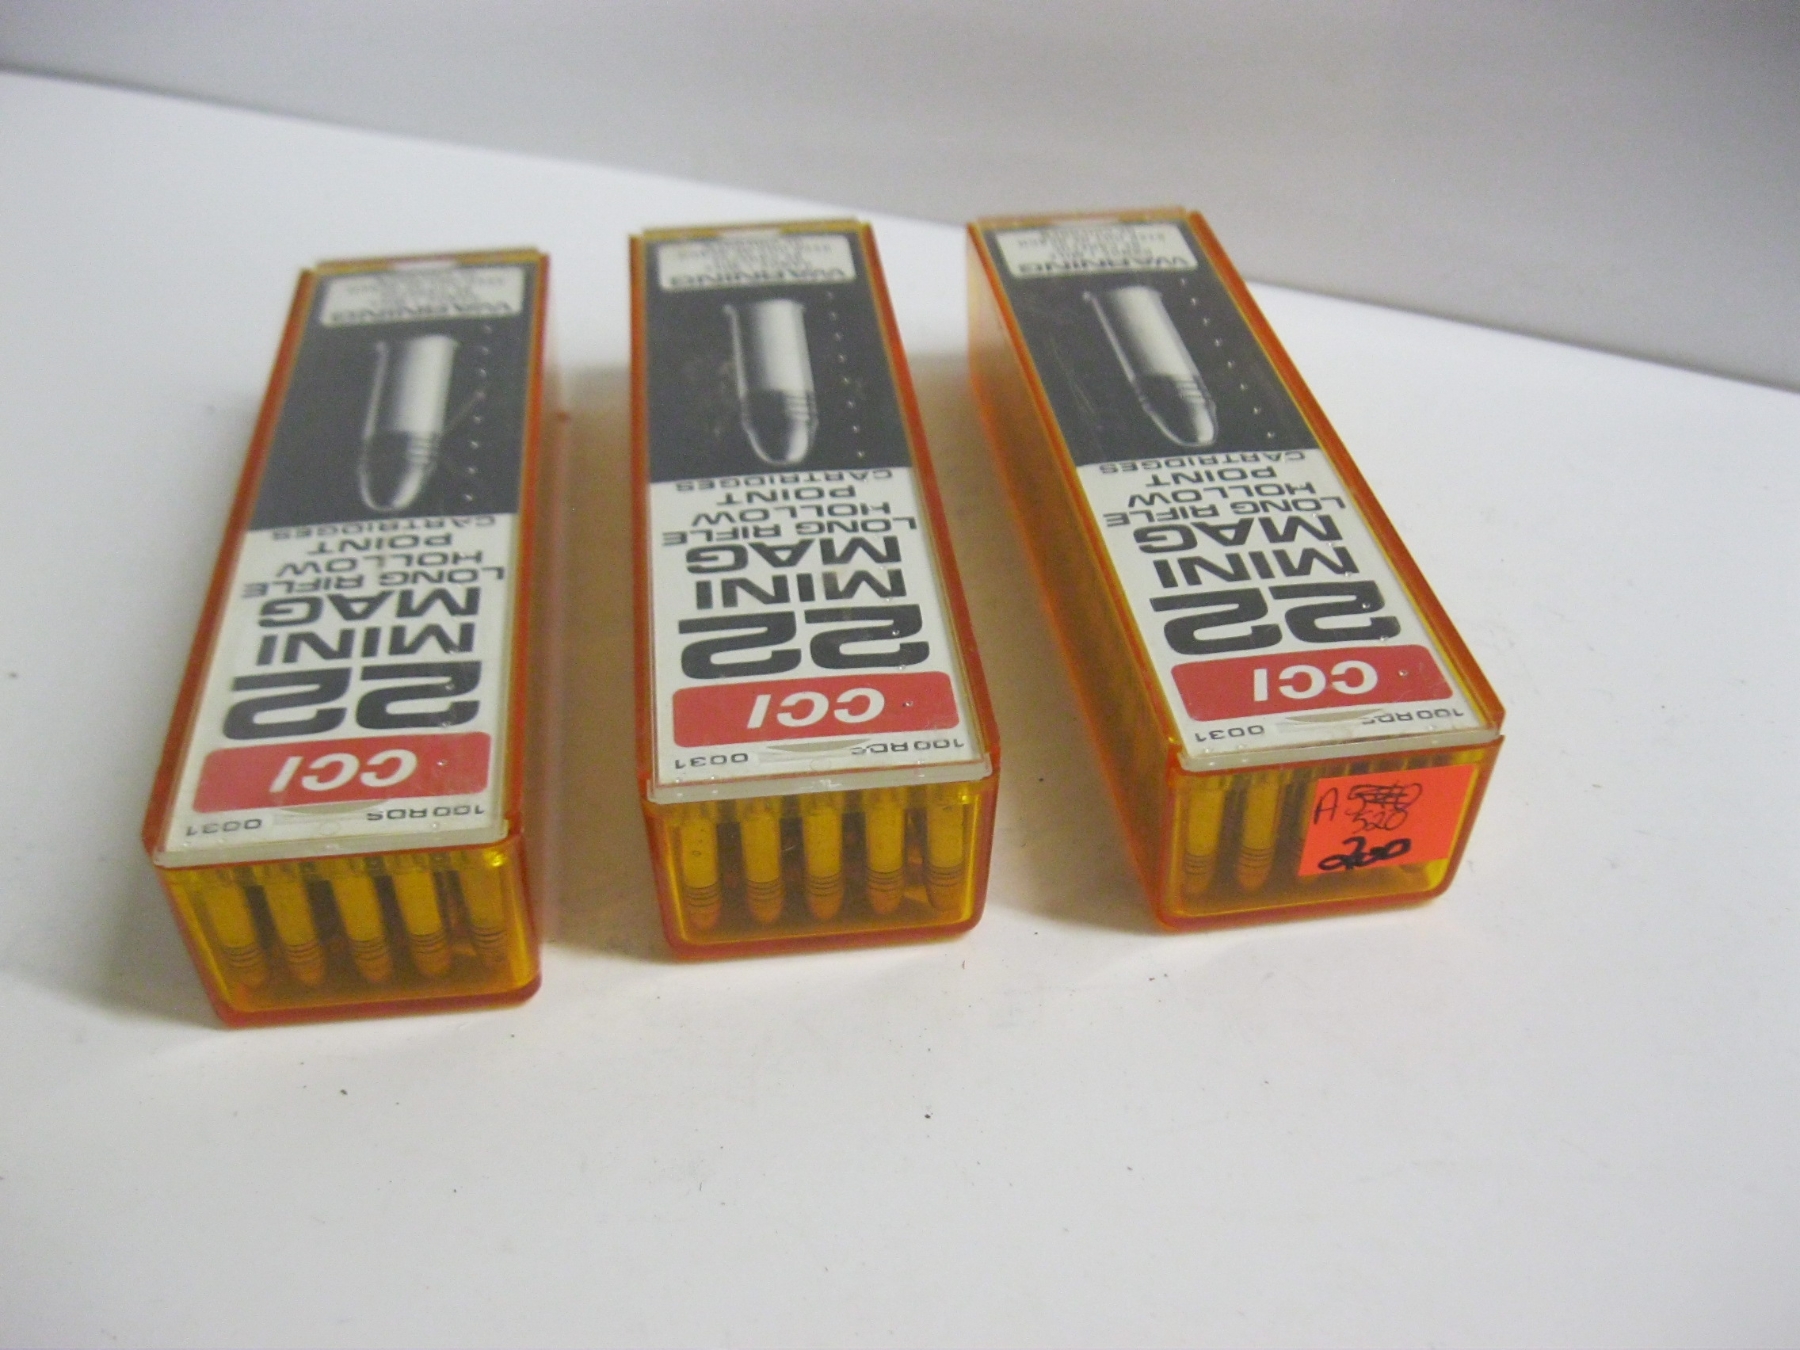 CCI
22
MINI
MAG
LONG RIFLE
HOLLOW
POINT
CARTRIDGES
WARNING
100 RDS
0031
CCI
22
MINI
MAG
LONG RIFLE
HOLLOW
POINT
CARTRIDGES
WARNING
100 RDS
0031
CCI
22
MINI
MAG
LONG RIFLE
HOLLOW
POINT
CARTRIDGES
WARNING
100 RDS
0031
A
520